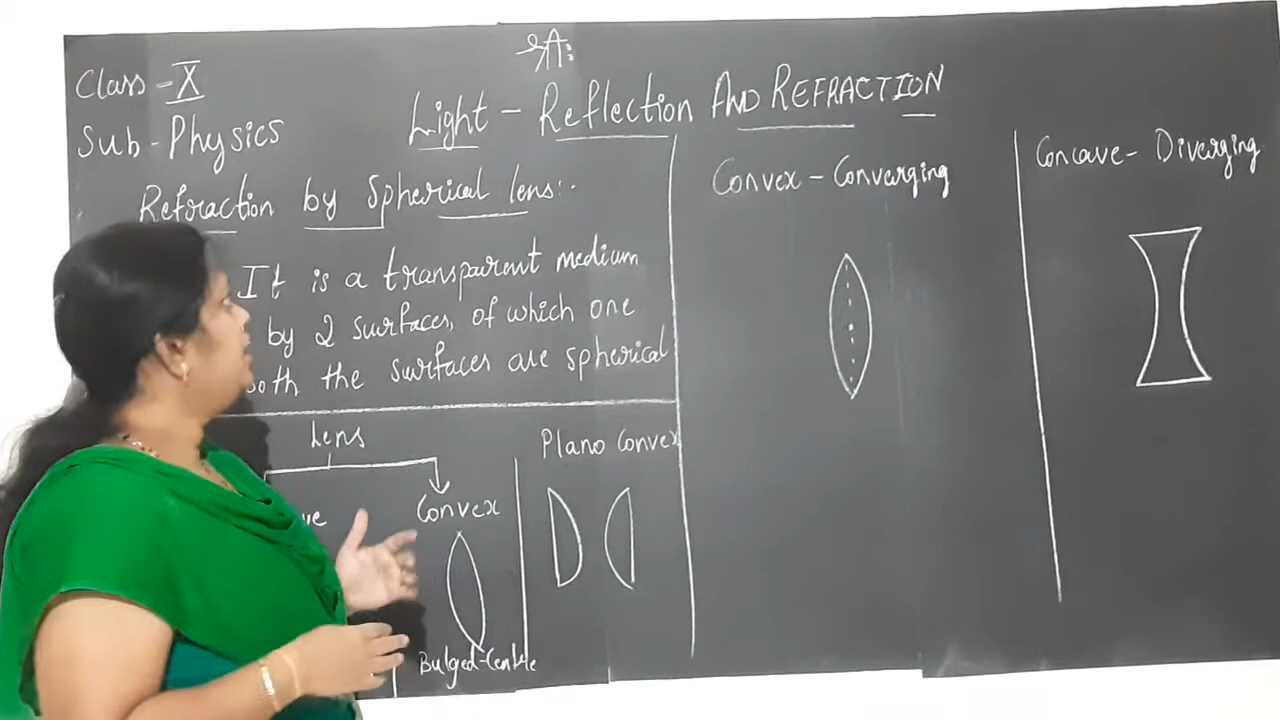 Class - X
Sub - Physics
Light - Reflection AND REFRACTION
Refraction by Spherical lens:.
It is a transparent medium
by 2 surfaces, of which one
both the surfaces are spherical
Lens
ve
Convex
Bulged-Centre
Plano Convex
Convex - Converging
Concave - Diverging